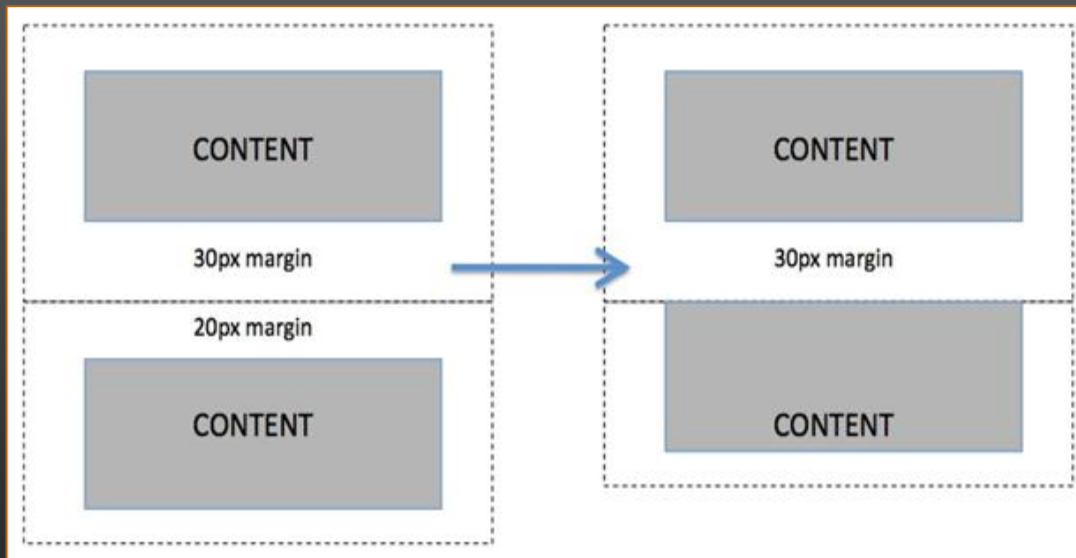 CONTENT
30px margin
20px margin
CONTENT
CONTENT
30px margin
CONTENT